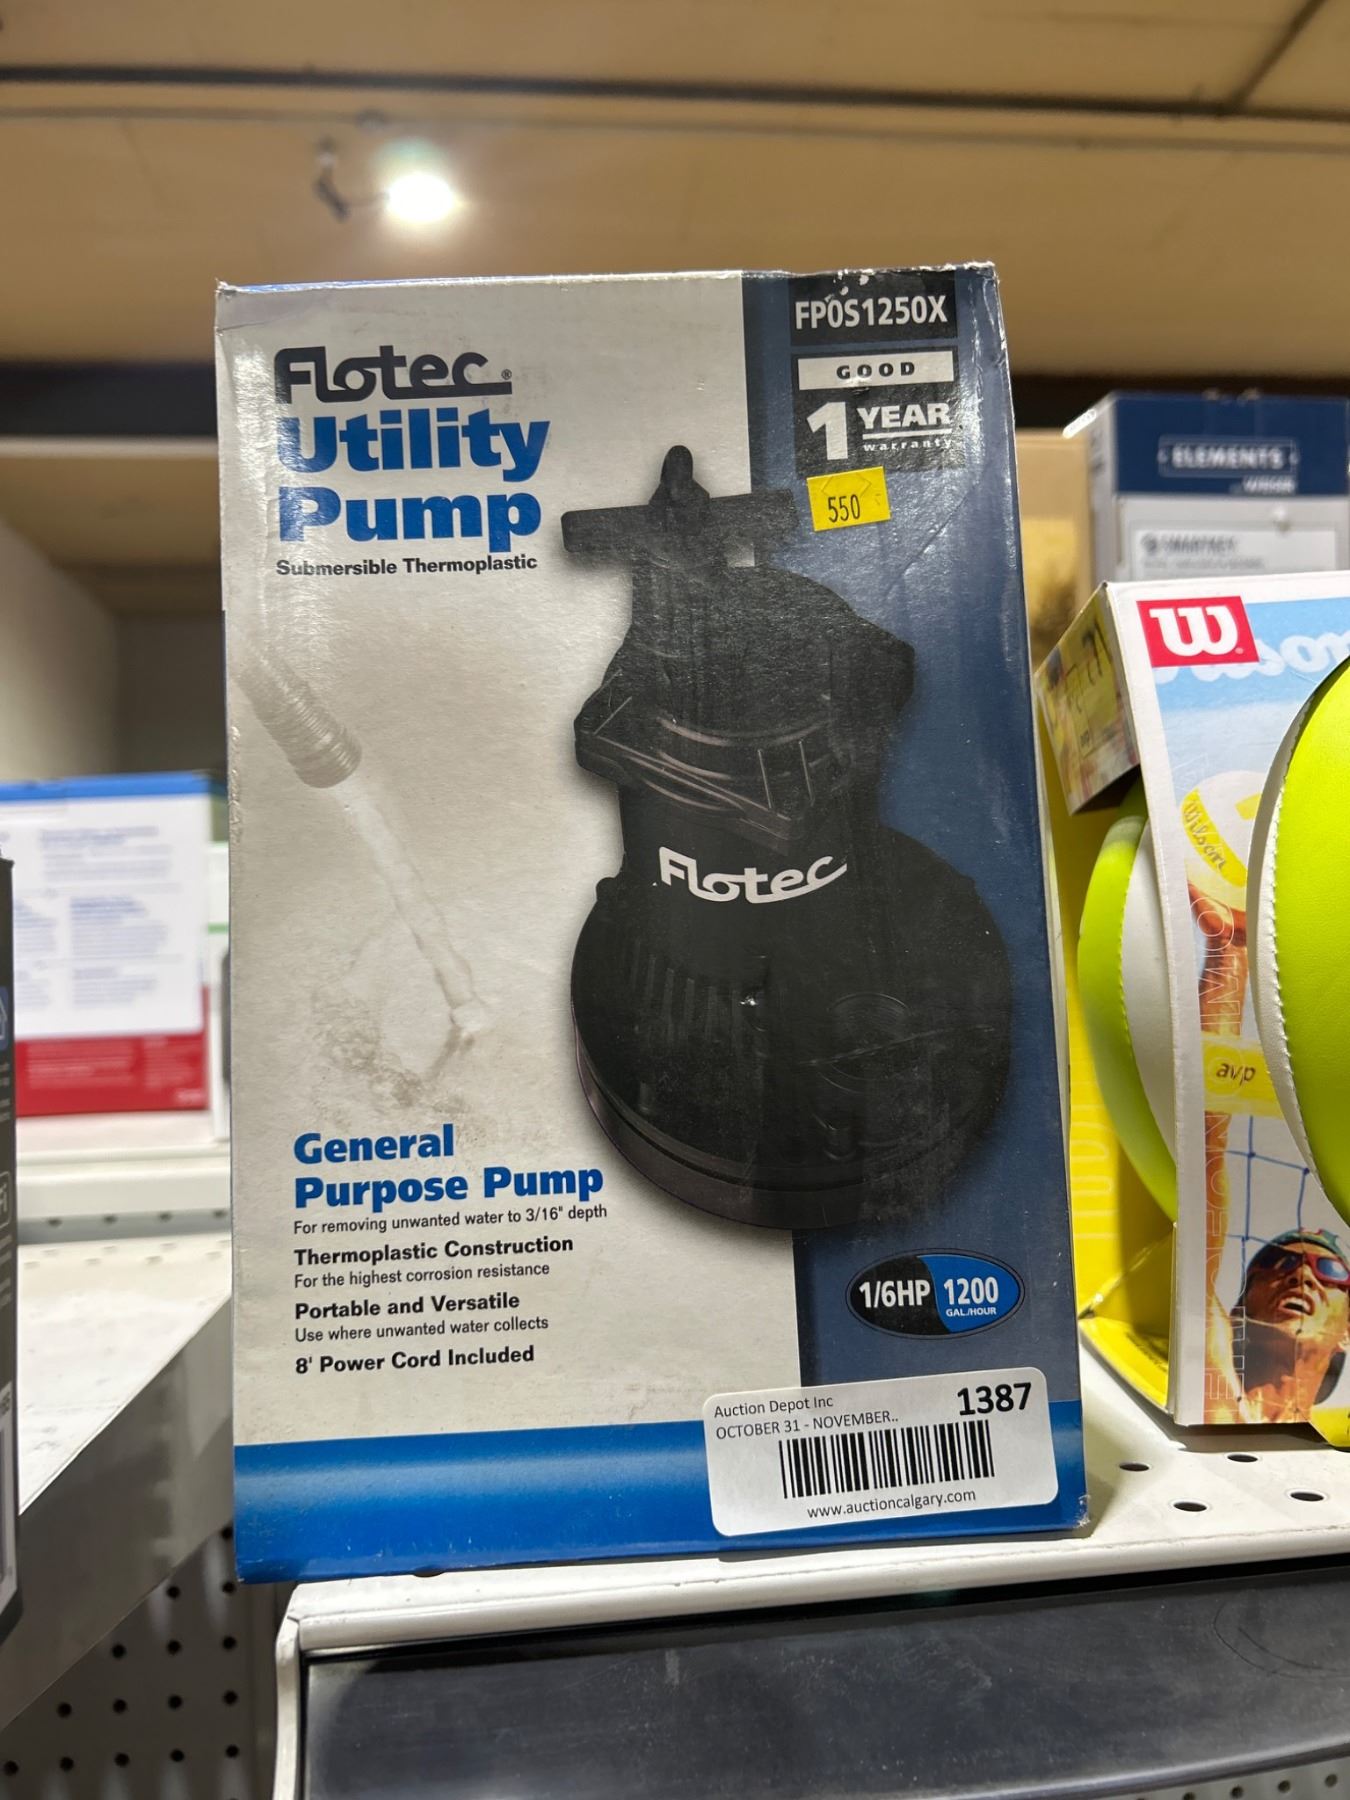 Flotec®
Utility
Pump
Submersible Thermoplastic
FP0S1250X
GOOD
1 YEAR
warranty
550
Flotec
General
Purpose Pump
For removing unwanted water to 3/16" depth
Thermoplastic Construction
For the highest corrosion resistance
Portable and Versatile
Use where unwanted water collects
8' Power Cord Included
1/6HP 1200
GAL./HOUR
Auction Depot Inc
1387
OCTOBER 31 - NOVEMBER..
www.auctioncalgary.com
ELEMENTS
W
Wilson
avp